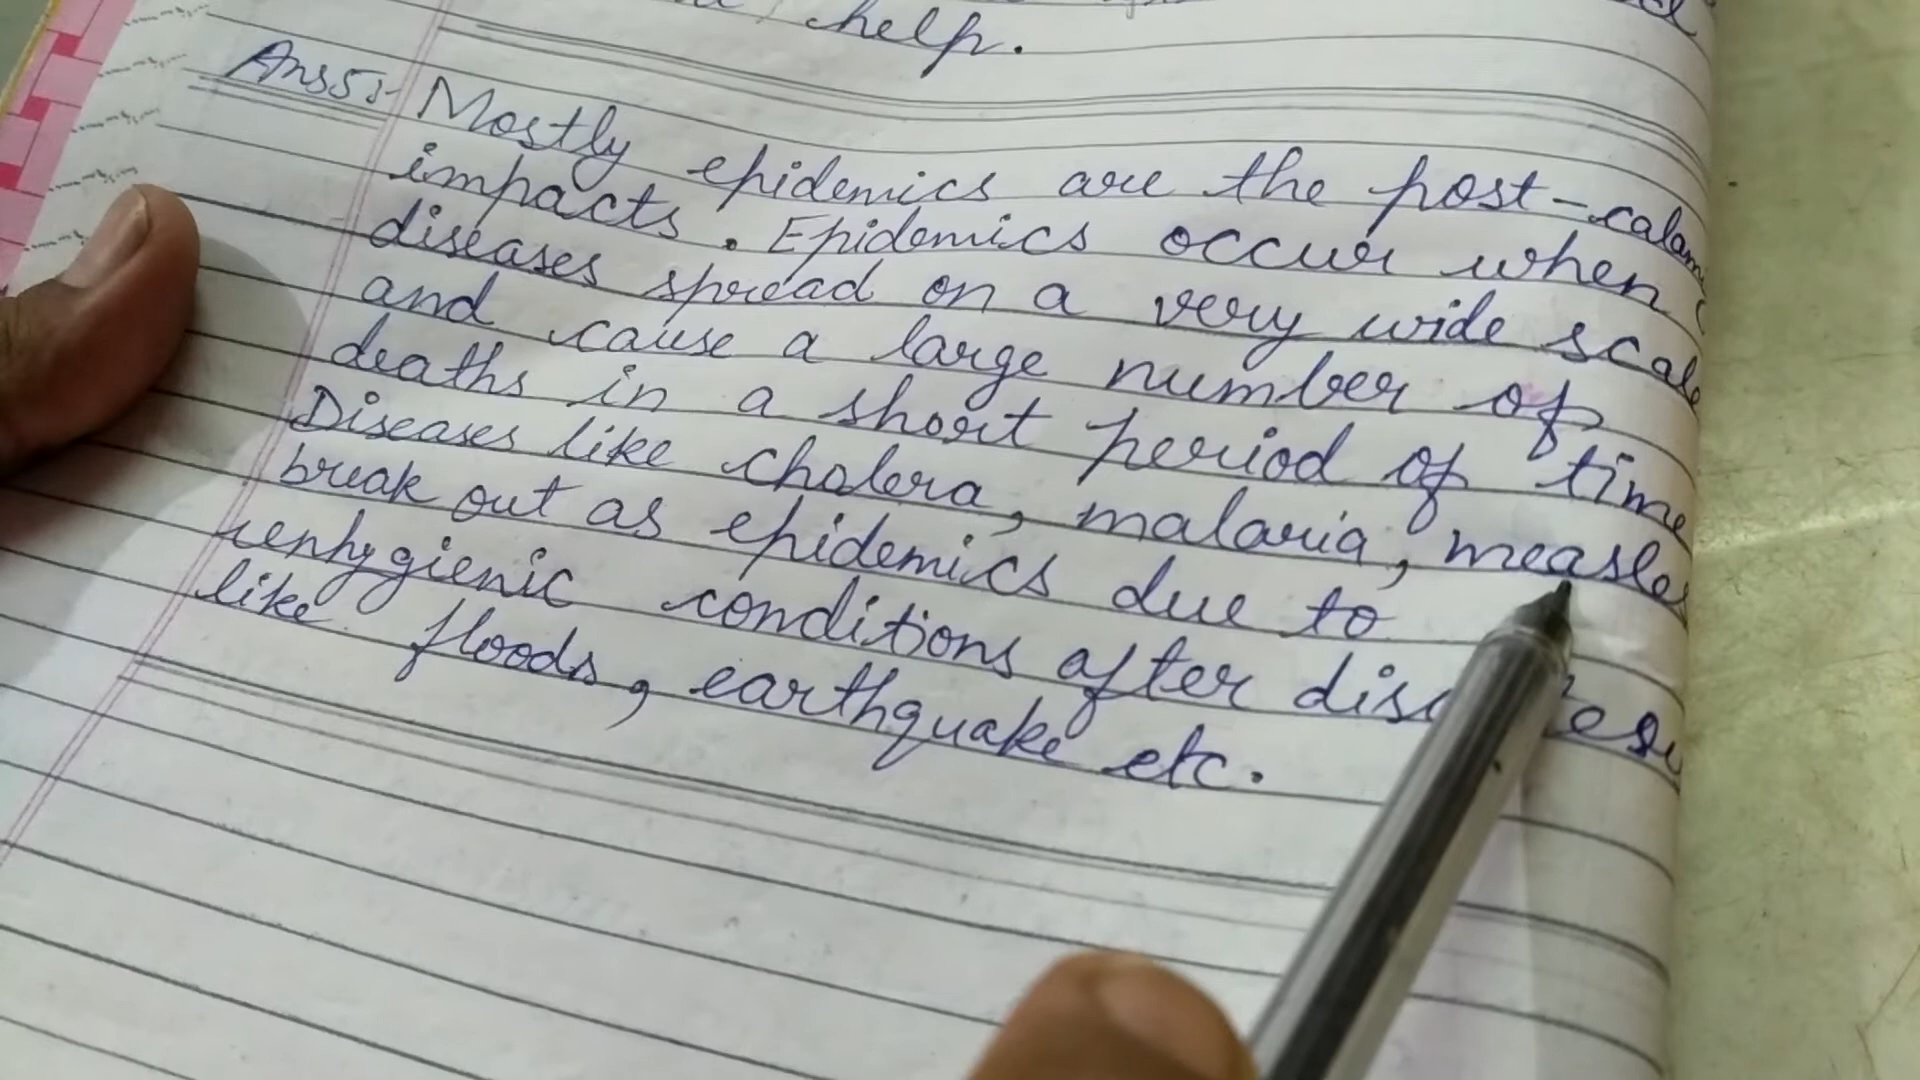 help.
Ans5:- Mostly epidemics are the post-calami
impacts. Epidemics occur when
diseases spread on a very wide scale
and cause a large number of
deaths in a short period of time
Diseases like cholera, malaria, measles
break out as epidemics due to
unhygienic conditions after
like floods, earthquake etc.